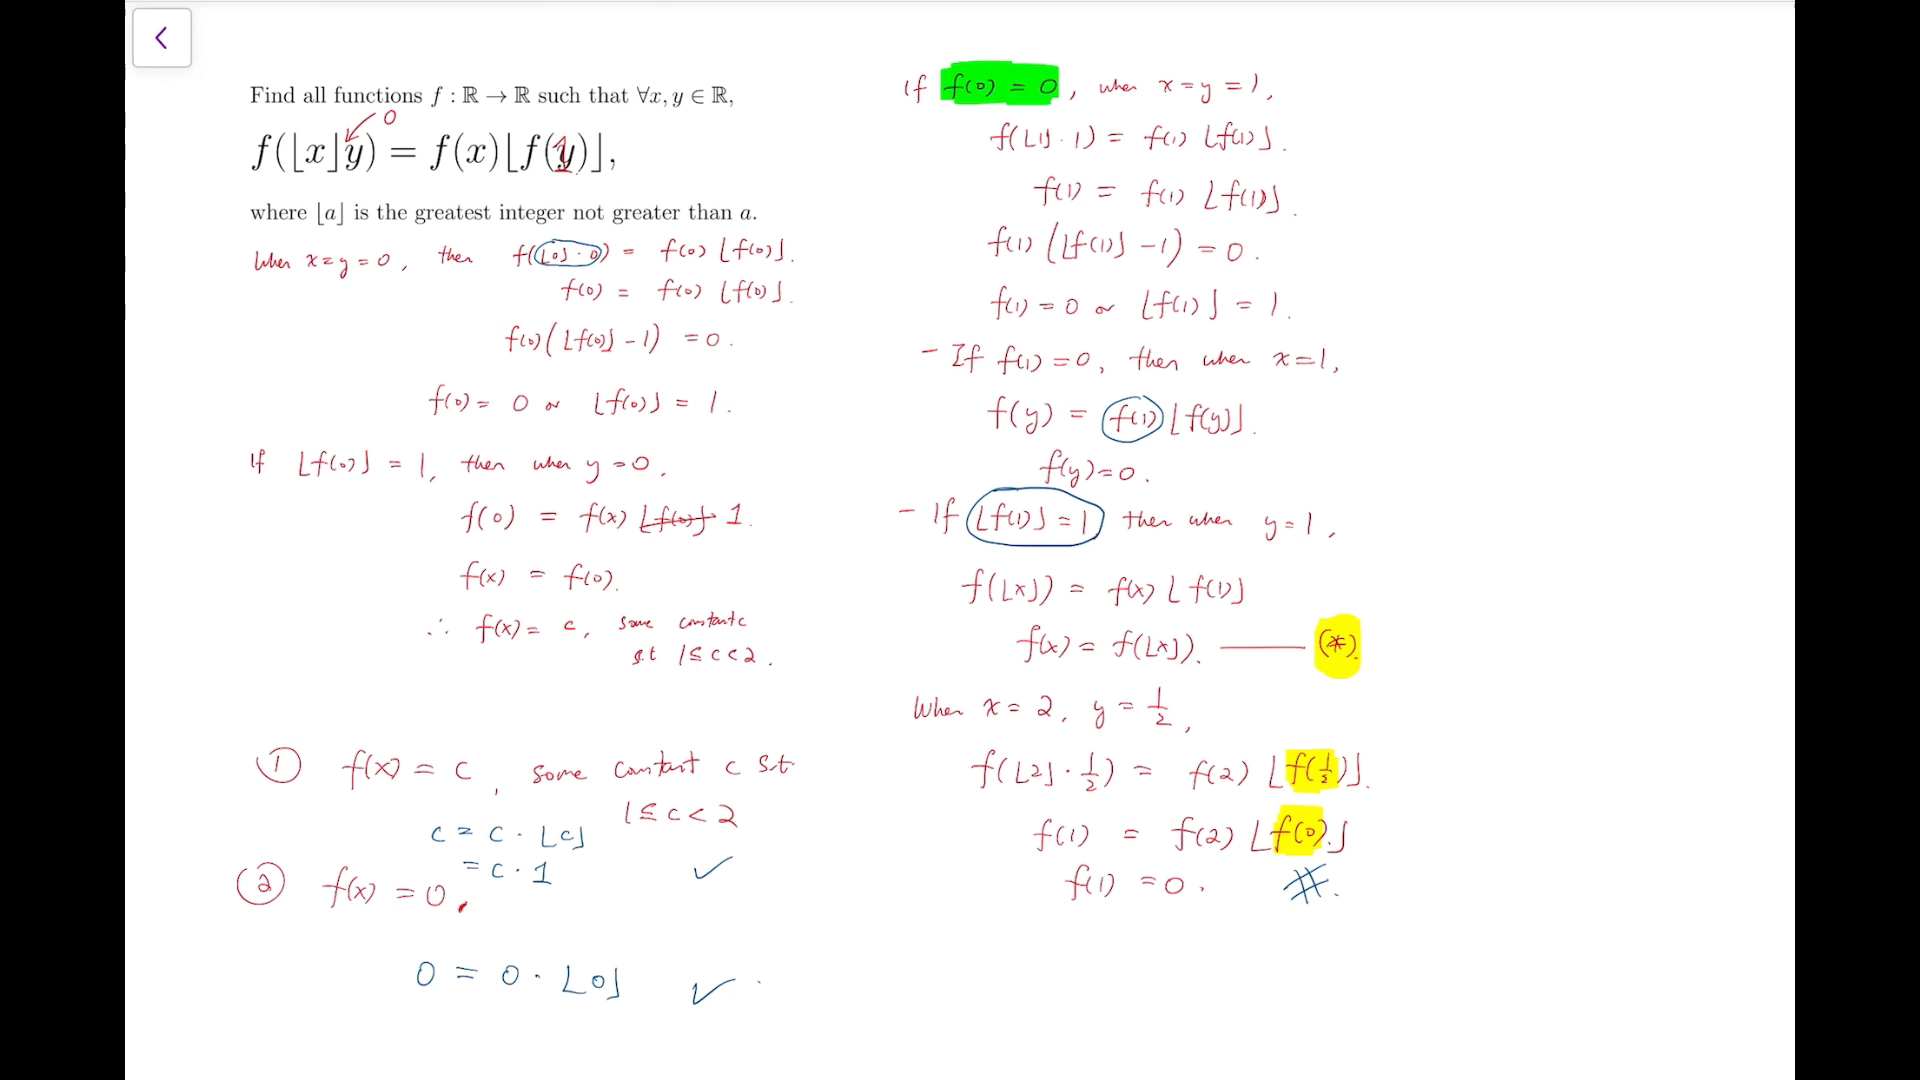 Find all functions f : ℝ → ℝ such that ∀x, y ∈ ℝ,
0
f(⌊x⌋y) = f(x)⌊f(y)⌋,
1
where ⌊a⌋ is the greatest integer not greater than a.
When x = y = 0, then f(⌊0⌋ · 0) = f(0) ⌊f(0)⌋.
f(0) = f(0) ⌊f(0)⌋.
f(0)(⌊f(0)⌋ - 1) = 0.
f(0) = 0 or ⌊f(0)⌋ = 1.
If ⌊f(0)⌋ = 1, then when y = 0.
f(0) = f(x) ⌊f(0)⌋ 1.
f(x) = f(0).
∴ f(x) = c, some constant c
s.t 1 ≤ c < 2.
① f(x) = c, some constant c s.t.
1 ≤ c < 2
c = c · ⌊c⌋
= c · 1 ✓
② f(x) = 0.
0 = 0 · ⌊0⌋ ✓.
If f(0) = 0, when x = y = 1,
f(⌊1⌋ · 1) = f(1) ⌊f(1)⌋.
f(1) = f(1) ⌊f(1)⌋.
f(1) (⌊f(1)⌋ - 1) = 0.
f(1) = 0 or ⌊f(1)⌋ = 1.
- If f(1) = 0, then when x = 1,
f(y) = f(1) ⌊f(y)⌋.
f(y) = 0.
- If ⌊f(1)⌋ = 1 then when y = 1,
f(⌊x⌋) = f(x) ⌊f(1)⌋
f(x) = f(⌊x⌋). —— (*).
When x = 2, y = 1/2,
f(⌊2⌋ · 1/2) = f(2) ⌊f(1/2)⌋.
f(1) = f(2) ⌊f(0)⌋.
f(1) = 0. #.